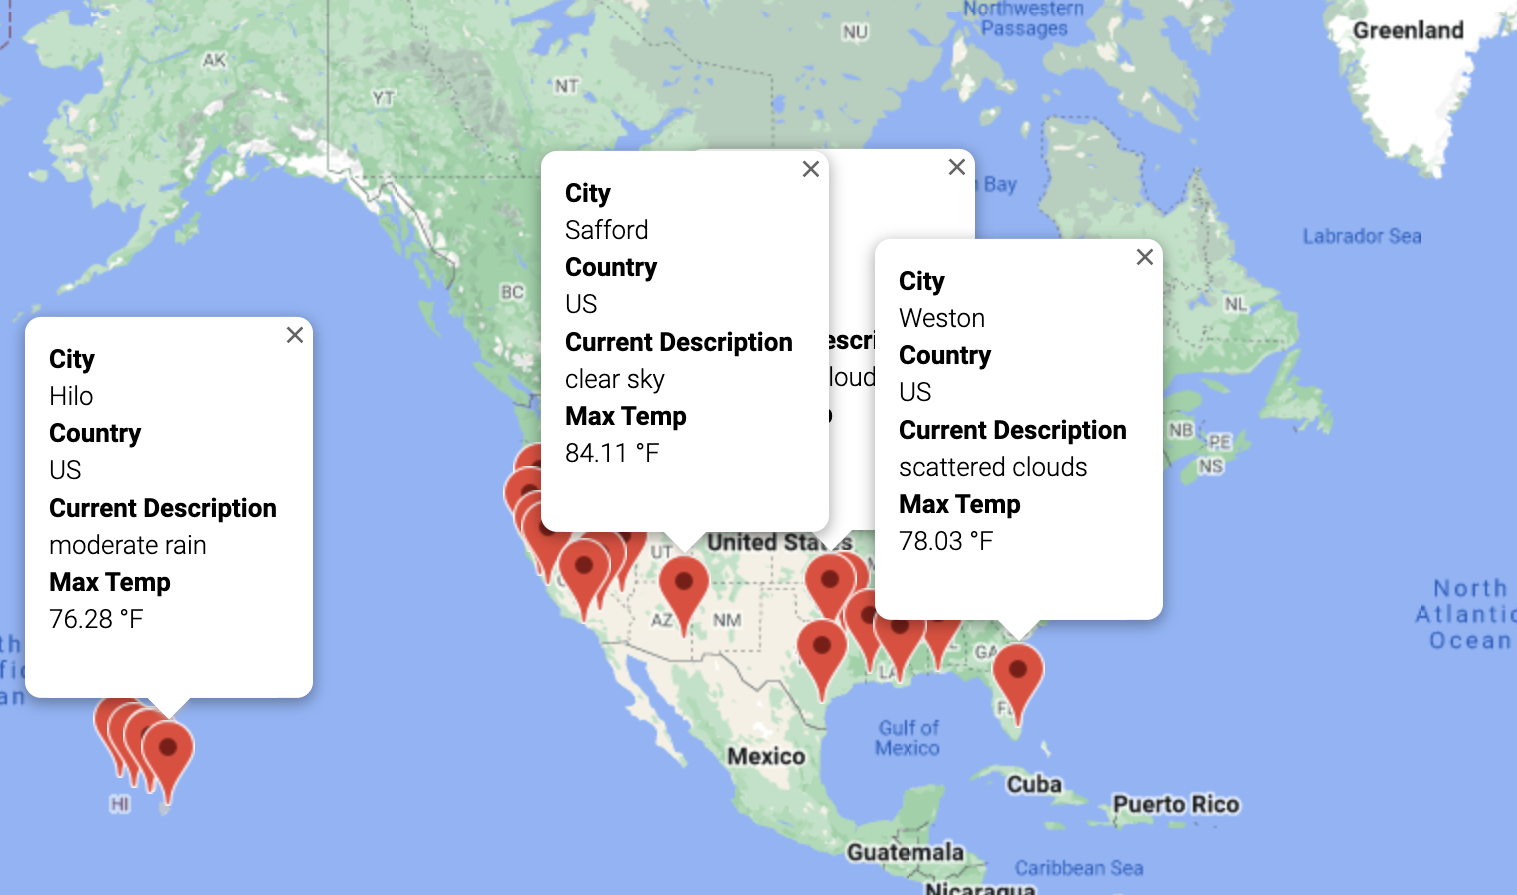 Northwestern
Passages
Greenland
NU
AK
NT
YT
Bay
Labrador Sea
BC
NL
City
Safford
Country
US
Current Description
clear sky
Max Temp
84.11 °F
City
Weston
Country
US
Current Description
scattered clouds
Max Temp
78.03 °F
City
Hilo
Country
US
Current Description
moderate rain
Max Temp
76.28 °F
NB
PE
NS
UT
United States
AZ
NM
LA
GA
FL
North
Atlantic
Ocean
Gulf of
Mexico
Mexico
HI
Cuba
Puerto Rico
Guatemala
Caribbean Sea
Nicaragua